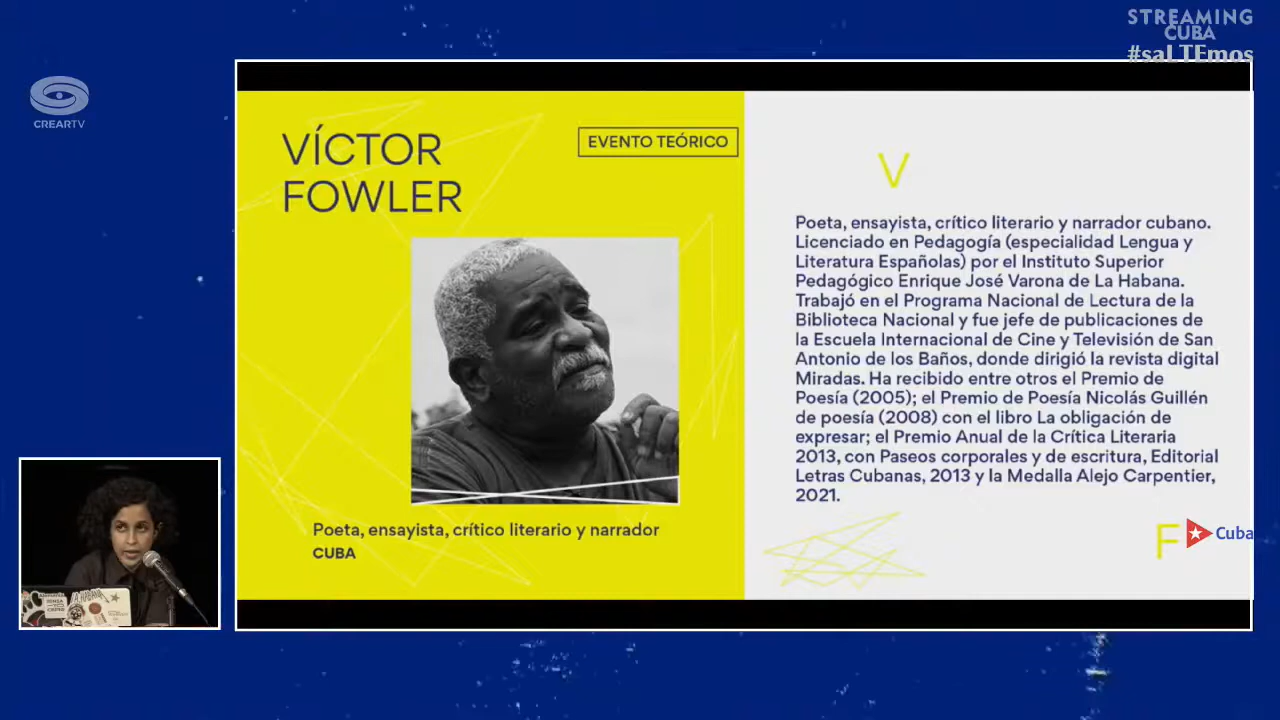 STREAMING
CUBA
#saLTEmos
CREARTV
VÍCTOR
FOWLER
EVENTO TEÓRICO
Poeta, ensayista, crítico literario y narrador
CUBA
V
Poeta, ensayista, crítico literario y narrador cubano.
Licenciado en Pedagogía (especialidad Lengua y
Literatura Españolas) por el Instituto Superior
Pedagógico Enrique José Varona de La Habana.
Trabajó en el Programa Nacional de Lectura de la
Biblioteca Nacional y fue jefe de publicaciones de
la Escuela Internacional de Cine y Televisión de San
Antonio de los Baños, donde dirigió la revista digital
Miradas. Ha recibido entre otros el Premio de
Poesía (2005); el Premio de Poesía Nicolás Guillén
de poesía (2008) con el libro La obligación de
expresar; el Premio Anual de la Crítica Literaria
2013, con Paseos corporales y de escritura, Editorial
Letras Cubanas, 2013 y la Medalla Alejo Carpentier,
2021.
F
Cuba
LA HABANA